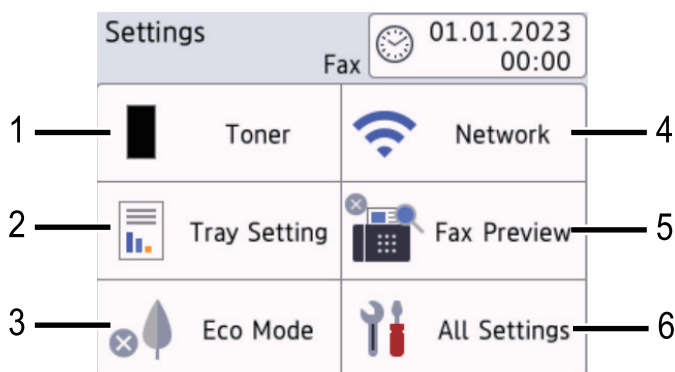 Settings
Fax
01.01.2023
00:00
1
Toner
Network
4
2
Tray Setting
Fax Preview
5
3
Eco Mode
All Settings
6